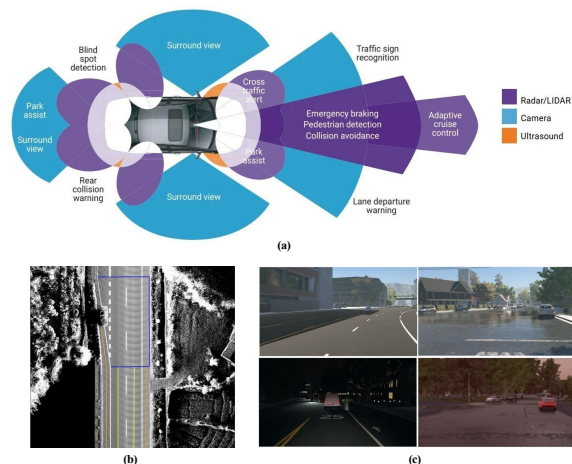 Surround view
Blind
spot
detection
Traffic sign
recognition
Cross
traffic
alert
Park
assist
Surround
view
Emergency braking
Pedestrian detection
Collision avoidance
Adaptive
cruise
control
Radar/LIDAR
Camera
Ultrasound
Park
assist
Rear
collision
warning
Surround view
Lane departure
warning
(a)
(b)
(c)